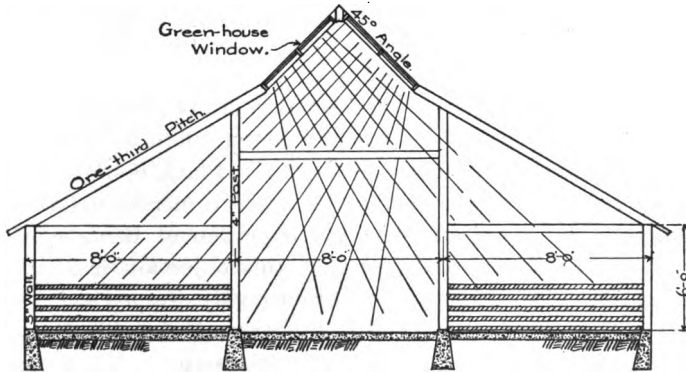 Green-house
Window.
45° Angle.
One-third Pitch.
4" Post
8'-0"
8'-0"
8'-0"
5" Wall
6'-0"